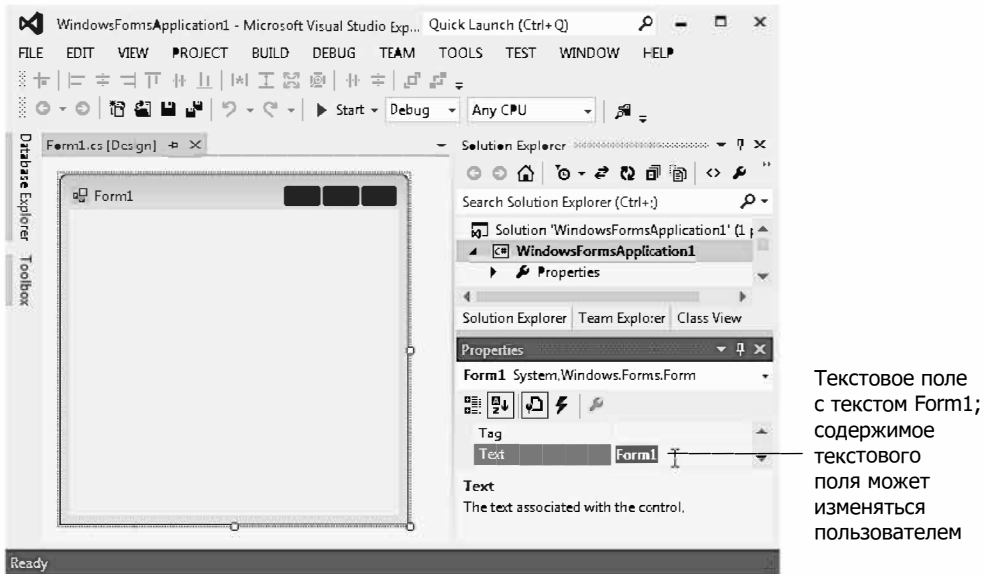 WindowsFormsApplication1 - Microsoft Visual Studio Exp... Quick Launch (Ctrl+Q)
FILE EDIT VIEW PROJECT BUILD DEBUG TEAM TOOLS TEST WINDOW HELP
Start Debug Any CPU
Database Explorer
Toolbox
Form1.cs [Design]
Form1
Solution Explorer
Search Solution Explorer (Ctrl+;)
Solution 'WindowsFormsApplication1' (1 p
C# WindowsFormsApplication1
Properties
Solution Explorer Team Explorer Class View
Properties
Form1 System.Windows.Forms.Form
Tag
Text Form1
Text
The text associated with the control.
Ready
Текстовое поле
с текстом Form1;
содержимое
текстового
поля может
изменяться
пользователем